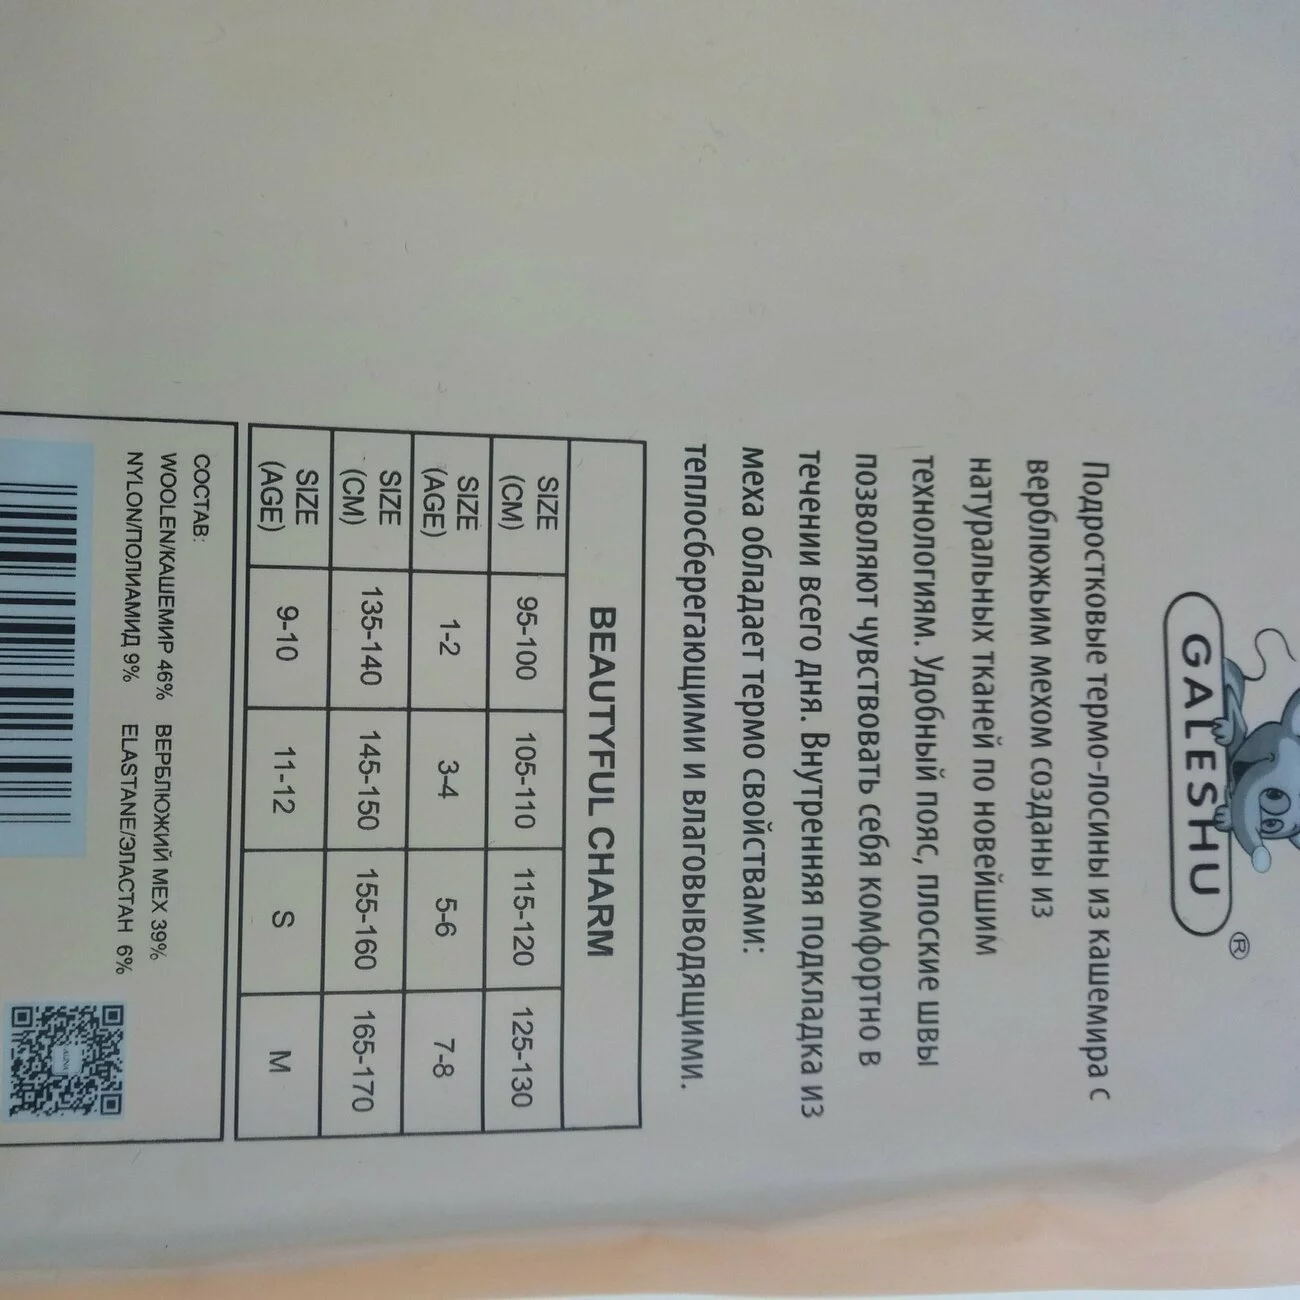 GALESHU ®
Подростковые термо-лосины из кашемира с
верблюжьим мехом созданы из
натуральных тканей по новейшим
технологиям. Удобный пояс, плоские швы
позволяют чувствовать себя комфортно в
течении всего дня. Внутренняя подкладка из
меха обладает термо свойствами:
теплосберегающими и влаговыводящими.
BEAUTYFUL CHARM
SIZE (CM) 95-100 105-110 115-120 125-130
SIZE (AGE) 1-2 3-4 5-6 7-8
SIZE (CM) 135-140 145-150 155-160 165-170
SIZE (AGE) 9-10 11-12 S M
СОСТАВ:
WOOLEN/КАШЕМИР 46% ВЕРБЛЮЖИЙ МЕХ 39%
NYLON/ПОЛИАМИД 9% ELASTANE/ЭЛАСТАН 6%